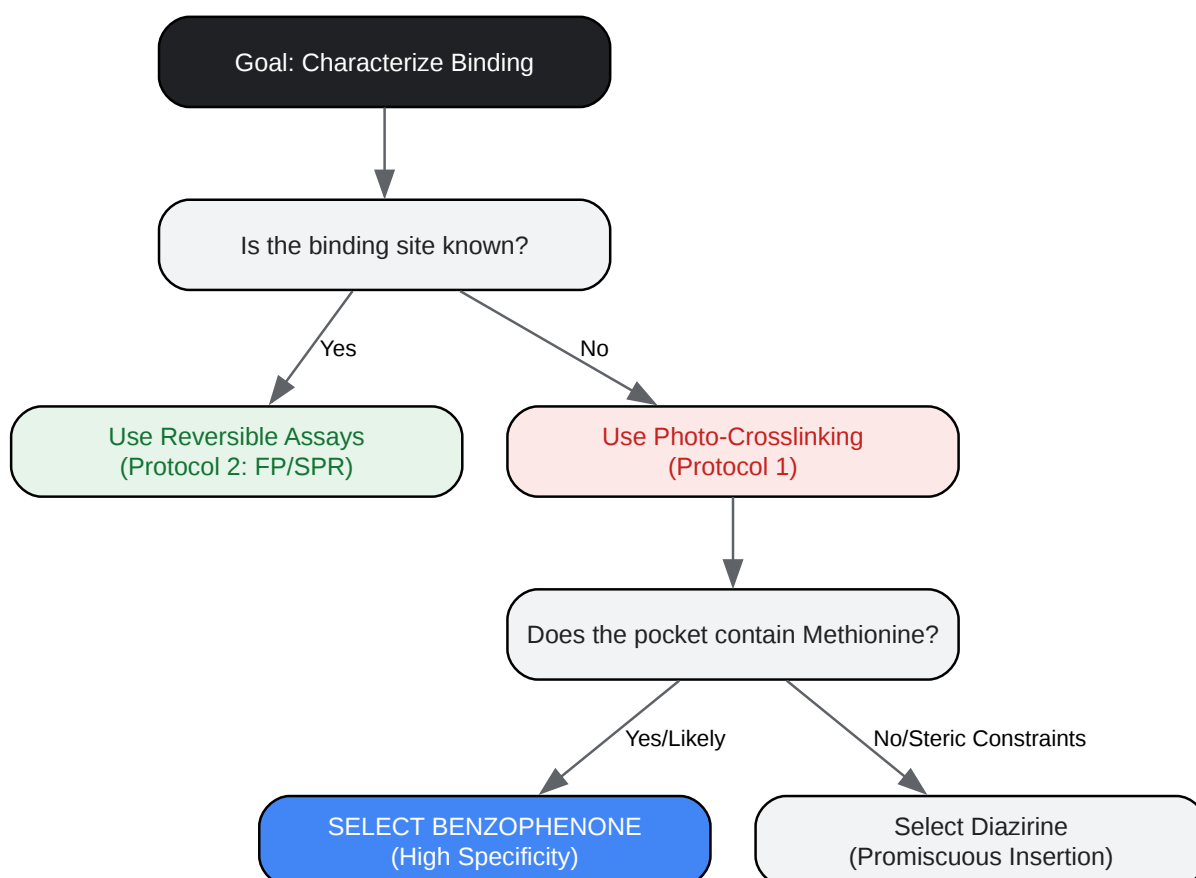 Goal: Characterize Binding
Is the binding site known?
Yes
No
Use Reversible Assays
(Protocol 2: FP/SPR)
Use Photo-Crosslinking
(Protocol 1)
Does the pocket contain Methionine?
Yes/Likely
No/Steric Constraints
SELECT BENZOPHENONE
(High Specificity)
Select Diazirine
(Promiscuous Insertion)